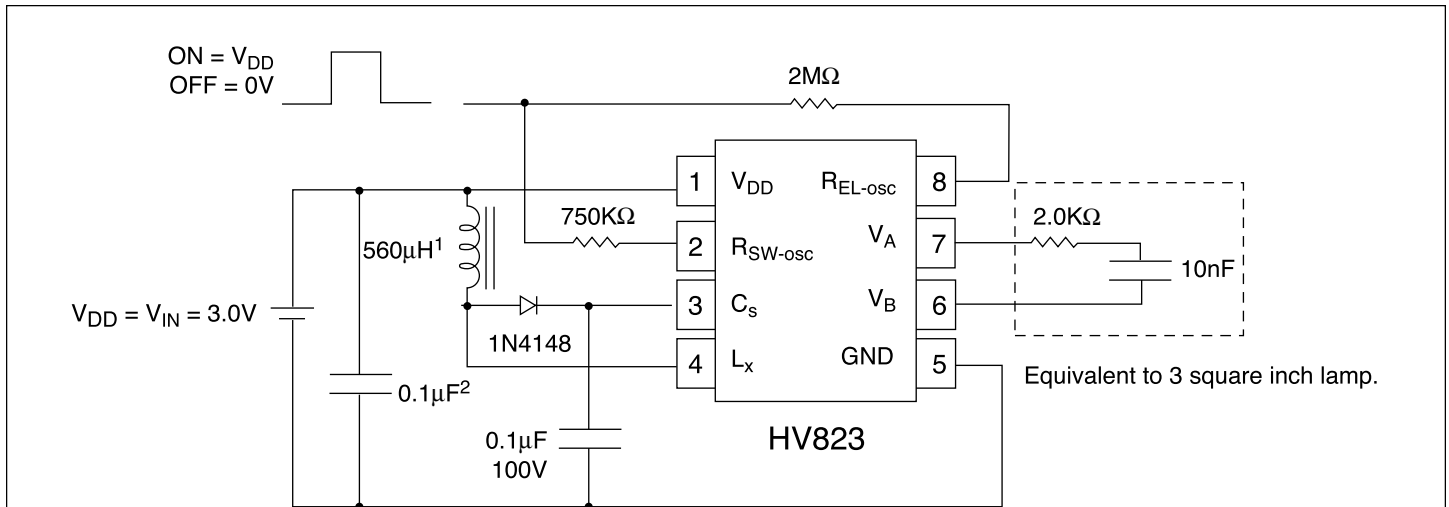 ON = VDD
OFF = 0V
2MΩ
1 VDD REL-osc 8
750KΩ
2.0KΩ
560µH1
2 RSW-osc VA 7
10nF
VDD = VIN = 3.0V
3 Cs VB 6
1N4148
4 Lx GND 5
0.1µF2
Equivalent to 3 square inch lamp.
0.1µF
100V
HV823